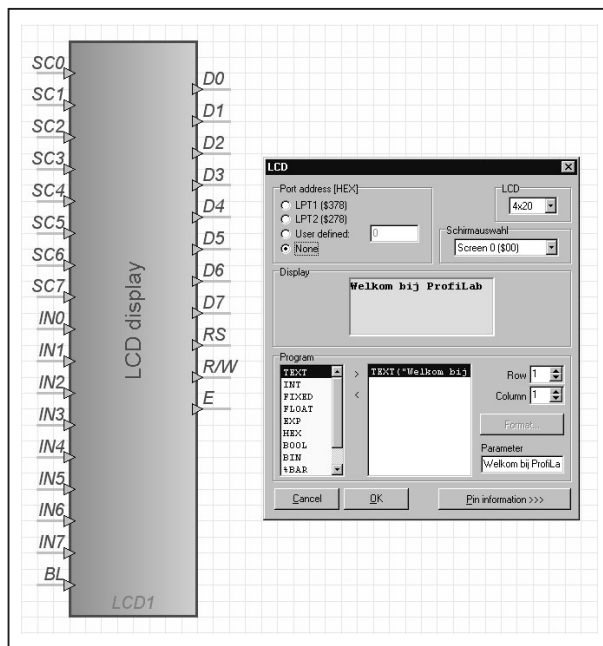 SC0
SC1
SC2
SC3
SC4
SC5
SC6
SC7
IN0
IN1
IN2
IN3
IN4
IN5
IN6
IN7
BL
LCD display
LCD1
D0
D1
D2
D3
D4
D5
D6
D7
RS
R/W
E
LCD
Port address [HEX]
LPT1 ($378)
LPT2 ($278)
User defined: 0
None
LCD
4x20
Schirmauswahl
Screen 0 ($00)
Display
Welkom bij ProfiLab
Program
TEXT
INT
FIXED
FLOAT
EXP
HEX
BOOL
BIN
%BAR
>
<
TEXT("Welkom bij
Row 1
Column 1
Format...
Parameter
Welkom bij ProfiLa
Cancel
OK
Pin information >>>